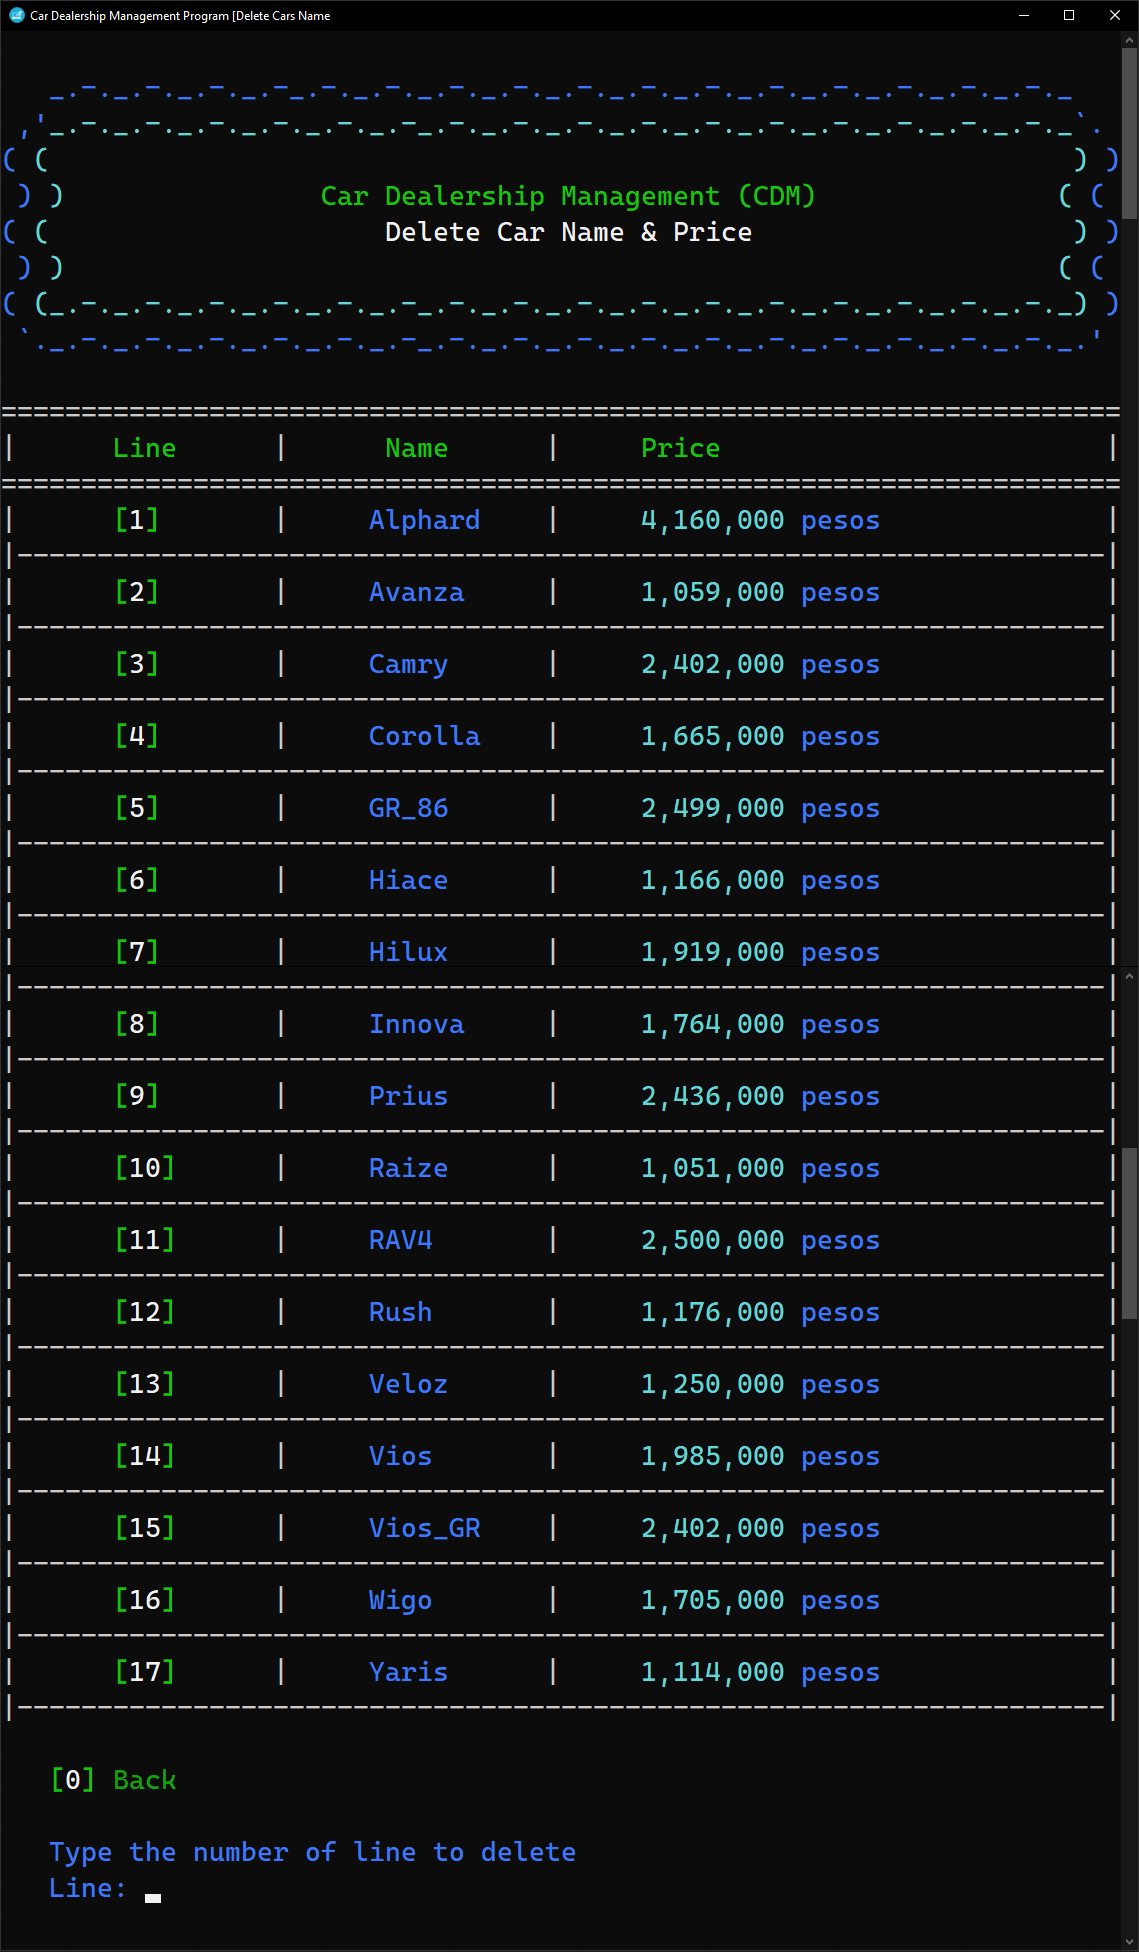 Car Dealership Management Program [Delete Cars Name
Car Dealership Management (CDM)
Delete Car Name & Price
| Line | Name | Price |
| [1] | Alphard | 4,160,000 pesos |
| [2] | Avanza | 1,059,000 pesos |
| [3] | Camry | 2,402,000 pesos |
| [4] | Corolla | 1,665,000 pesos |
| [5] | GR_86 | 2,499,000 pesos |
| [6] | Hiace | 1,166,000 pesos |
| [7] | Hilux | 1,919,000 pesos |
| [8] | Innova | 1,764,000 pesos |
| [9] | Prius | 2,436,000 pesos |
| [10] | Raize | 1,051,000 pesos |
| [11] | RAV4 | 2,500,000 pesos |
| [12] | Rush | 1,176,000 pesos |
| [13] | Veloz | 1,250,000 pesos |
| [14] | Vios | 1,985,000 pesos |
| [15] | Vios_GR | 2,402,000 pesos |
| [16] | Wigo | 1,705,000 pesos |
| [17] | Yaris | 1,114,000 pesos |
[0] Back
Type the number of line to delete
Line: